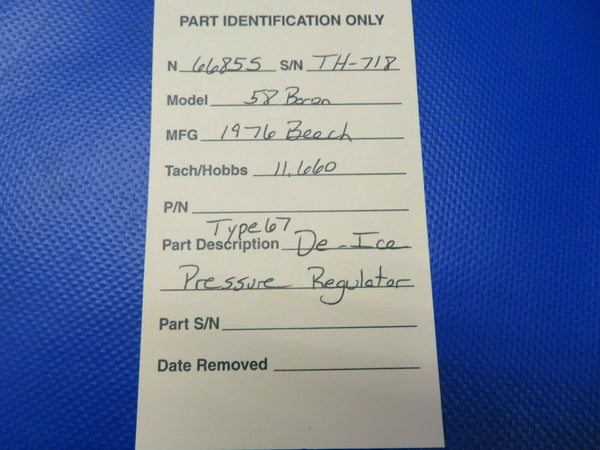 PART IDENTIFICATION ONLY
N 6685S S/N TH-718
Model 58 Baron
MFG 1976 Beech
Tach/Hobbs 11,660
P/N
Type 67
Part Description De-Ice
Pressure Regulator
Part S/N
Date Removed